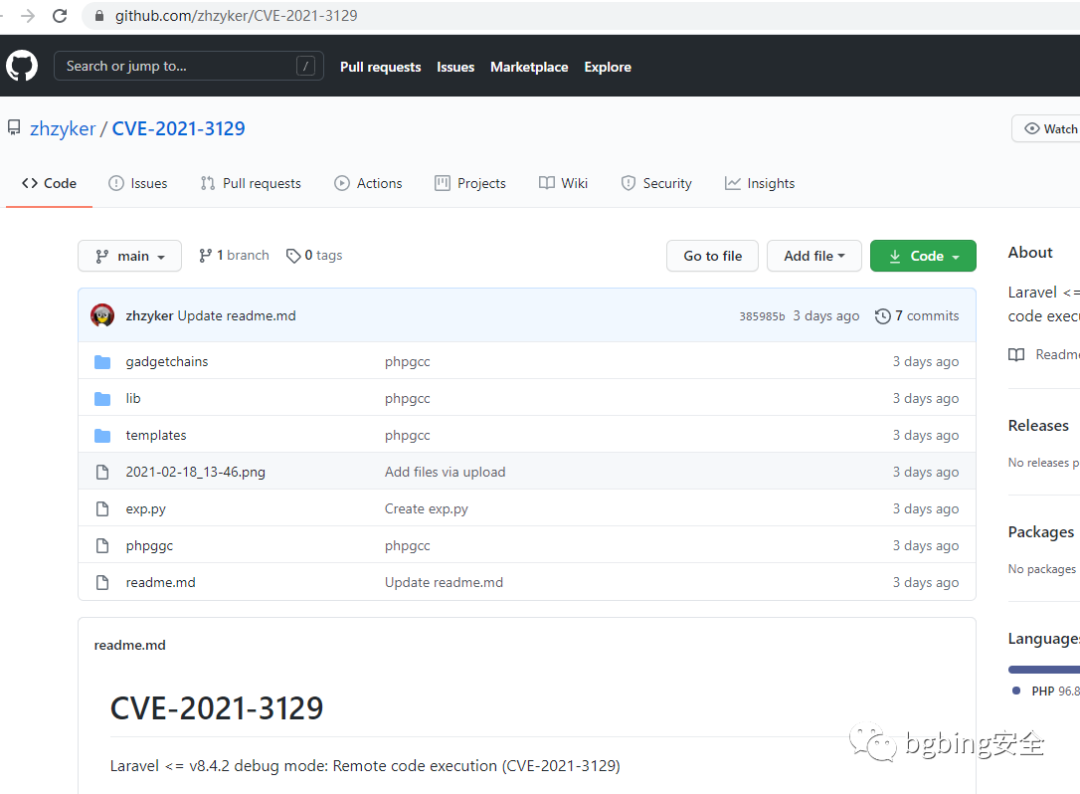 github.com/zhzyker/CVE-2021-3129
Search or jump to... / Pull requests Issues Marketplace Explore
zhzyker / CVE-2021-3129 Watch
Code Issues Pull requests Actions Projects Wiki Security Insights
main 1 branch 0 tags Go to file Add file Code
zhzyker Update readme.md 385985b 3 days ago 7 commits
gadgetchains phpgcc 3 days ago
lib phpgcc 3 days ago
templates phpgcc 3 days ago
2021-02-18_13-46.png Add files via upload 3 days ago
exp.py Create exp.py 3 days ago
phpggc phpgcc 3 days ago
readme.md Update readme.md 3 days ago
readme.md
CVE-2021-3129
Laravel <= v8.4.2 debug mode: Remote code execution (CVE-2021-3129)
About
Laravel <=
code execu
Readme
Releases
No releases p
Packages
No packages
Languages
PHP 96.8
bgbing安全